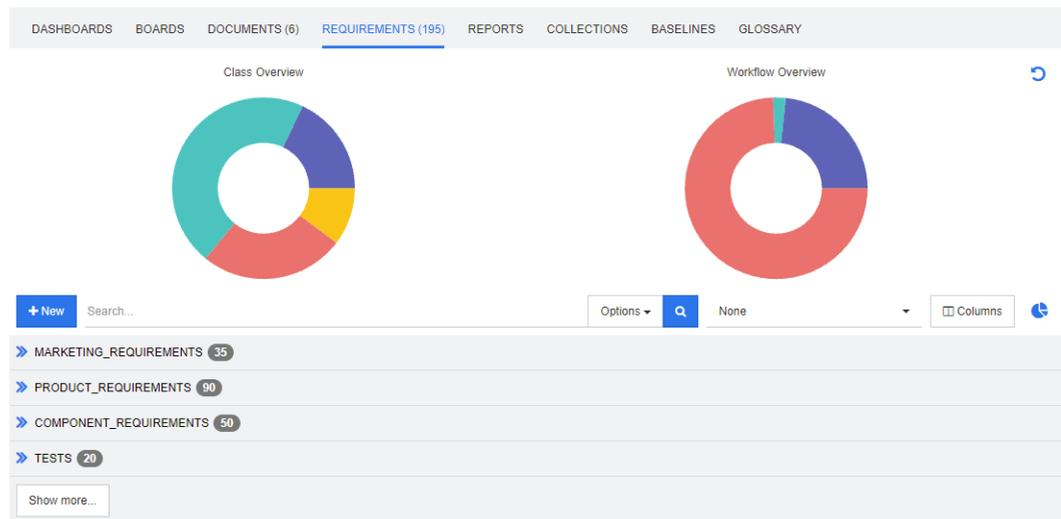 DASHBOARDS BOARDS DOCUMENTS (6) REQUIREMENTS (195) REPORTS COLLECTIONS BASELINES GLOSSARY
Class Overview Workflow Overview
+ New Search... Options None Columns
MARKETING_REQUIREMENTS 35
PRODUCT_REQUIREMENTS 90
COMPONENT_REQUIREMENTS 50
TESTS 20
Show more...